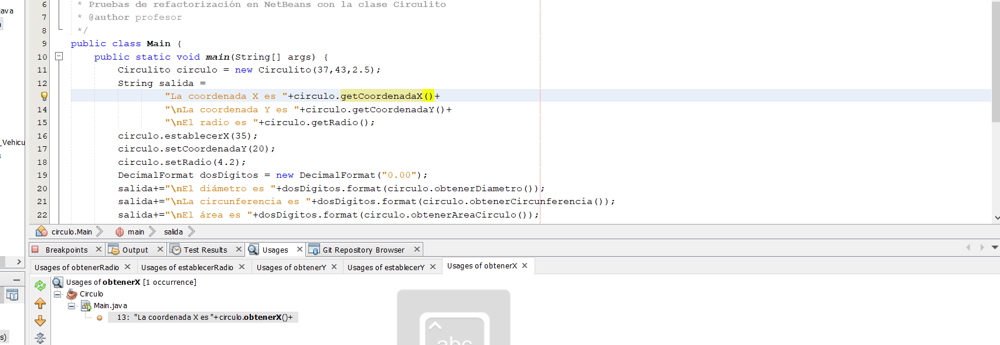 java
6 * Pruebas de refactorización en NetBeans con la clase Circulito
7 * @author profesor
8 */
9 public class Main {
10 public static void main(String[] args) {
11 Circulito circulo = new Circulito(37,43,2.5);
12 String salida =
"La coordenada X es "+circulo.getCoordenadaX()+
14 "\nLa coordenada Y es "+circulo.getCoordenadaY()+
15 "\nEl radio es "+circulo.getRadio();
16 circulo.establecerX(35);
17 circulo.setCoordenadaY(20);
18 circulo.setRadio(4.2);
19 DecimalFormat dosDigitos = new DecimalFormat("0.00");
20 salida+="\nEl diámetro es "+dosDigitos.format(circulo.obtenerDiametro());
21 salida+="\nLa circunferencia es "+dosDigitos.format(circulo.obtenerCircunferencia());
22 salida+="\nEl área es "+dosDigitos.format(circulo.obtenerAreaCirculo());
_Vehicu
circulo.Main main salida
Breakpoints Output Test Results Usages Git Repository Browser
Usages of obtenerRadio Usages of establecerRadio Usages of obtenerY Usages of establecerY Usages of obtenerX
Usages of obtenerX [1 occurrence]
Circulo
Main.java
13: "La coordenada X es "+circulo.obtenerX()+
s)
abc